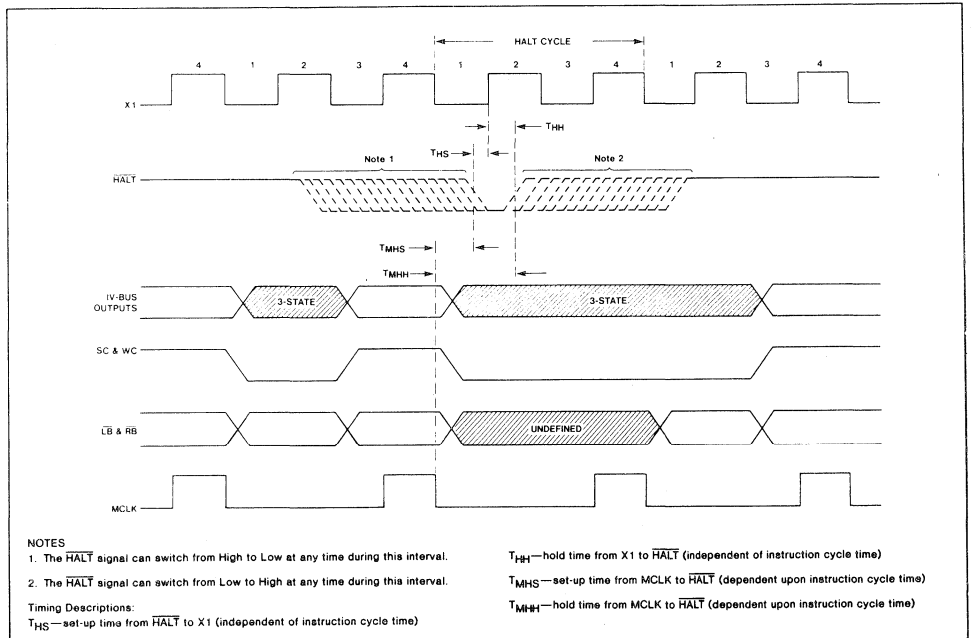 HALT CYCLE
4 1 2 3 4 1 2 3 4 1 2 3 4
X1
THH
THS
Note 1
Note 2
HALT
TMHS
TMHH
IV-BUS
OUTPUTS
3-STATE
3-STATE
SC & WC
LB & RB
UNDEFINED
MCLK
NOTES
1. The HALT signal can switch from High to Low at any time during this interval.
2. The HALT signal can switch from Low to High at any time during this interval.
Timing Descriptions:
THS—set-up time from HALT to X1 (independent of instruction cycle time)
THH—hold time from X1 to HALT (independent of instruction cycle time)
TMHS—set-up time from MCLK to HALT (dependent upon instruction cycle time)
TMHH—hold time from MCLK to HALT (dependent upon instruction cycle time)